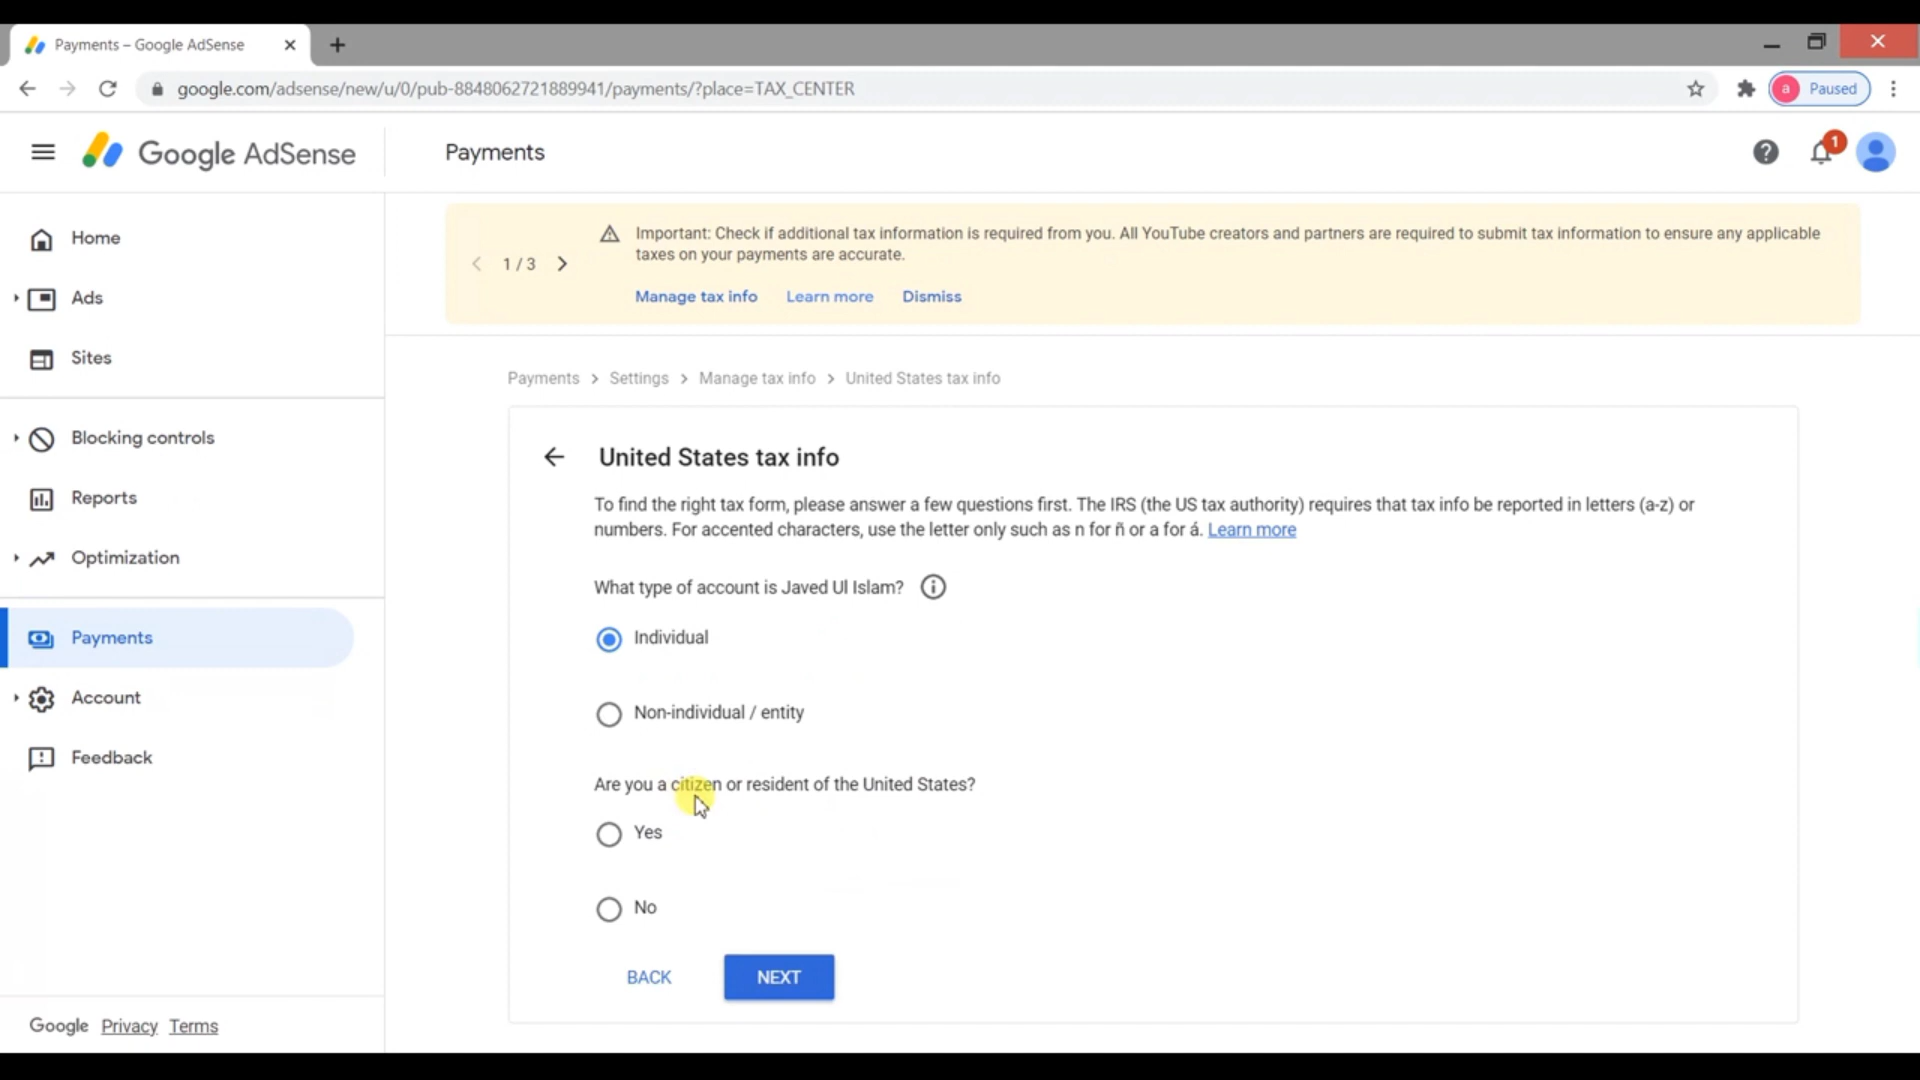 Payments – Google AdSense
google.com/adsense/new/u/0/pub-8848062721889941/payments/?place=TAX_CENTER
a Paused
Google AdSense
Payments
1
Home
Ads
Sites
Blocking controls
Reports
Optimization
Payments
Account
Feedback
Google Privacy Terms
1 / 3
Important: Check if additional tax information is required from you. All YouTube creators and partners are required to submit tax information to ensure any applicable
taxes on your payments are accurate.
Manage tax info Learn more Dismiss
Payments > Settings > Manage tax info > United States tax info
United States tax info
To find the right tax form, please answer a few questions first. The IRS (the US tax authority) requires that tax info be reported in letters (a-z) or
numbers. For accented characters, use the letter only such as n for ñ or a for á. Learn more
What type of account is Javed Ul Islam?
Individual
Non-individual / entity
Are you a citizen or resident of the United States?
Yes
No
BACK NEXT